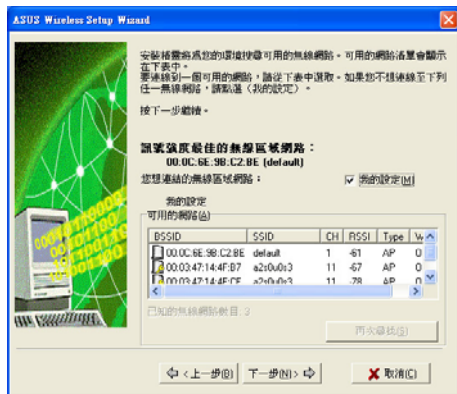 ASUS Wireless Setup Wizard
安裝精靈將為您的環境搜尋可用的無線網路。可用的網路清單會顯示
在下表中。
要連線到一個可用的網路，請從下表中選取。如果您不想連線至下列
任一無線網路，請點選（我的設定）。
按下一步繼續。
訊號強度最佳的無線區域網路：
00:0C:6E:9B:C2:BE (default)
您想連結的無線區域網路：
我的設定(M)
我的設定
可用的網路(A)
BSSID SSID CH RSSI Type
00:0C:6E:9B:C2:BE default 1 -61 AP 0
00:03:47:14:4F:B7 a2s0u0s3 11 -67 AP 0
00:03:47:14:4F:CF a2s0u0s3 11 -78 AP 0
已知的無線網路數目: 3
再次尋找(S)
<上一步(B) 下一步(N)> 取消(C)